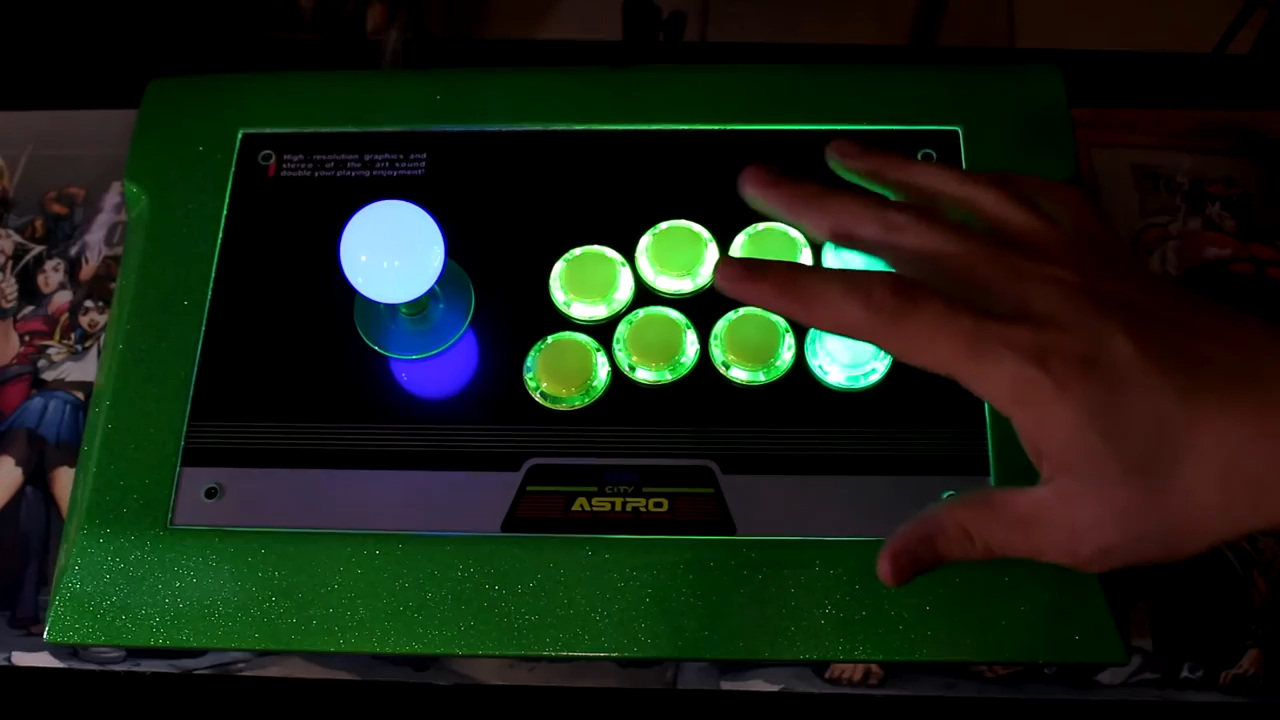 High - resolution graphics and
stereo - of - the - art sound
double your playing enjoyment!
CITY
ASTRO